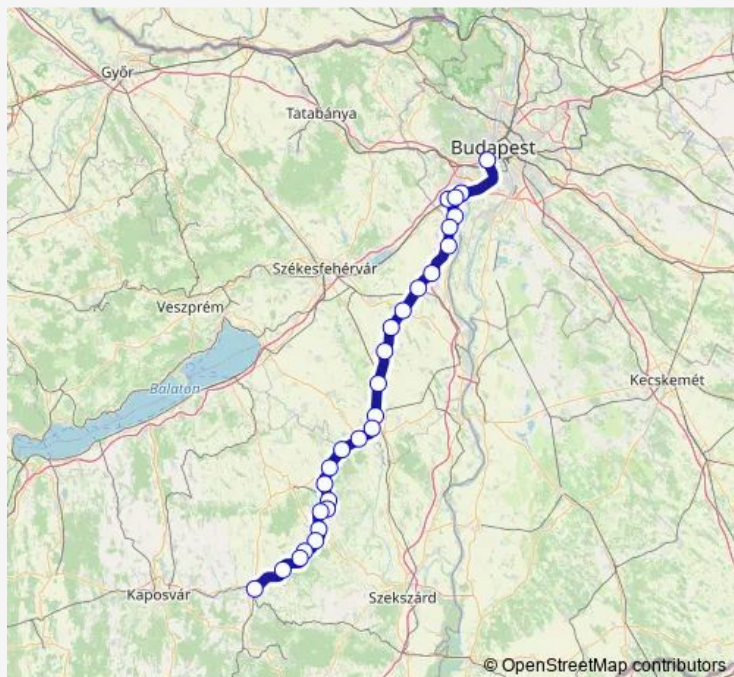 Győr
Tatabánya
Budapest
Székesfehérvár
Veszprém
Balaton
Kecskemét
Kaposvár
Szekszárd
© OpenStreetMap contributors